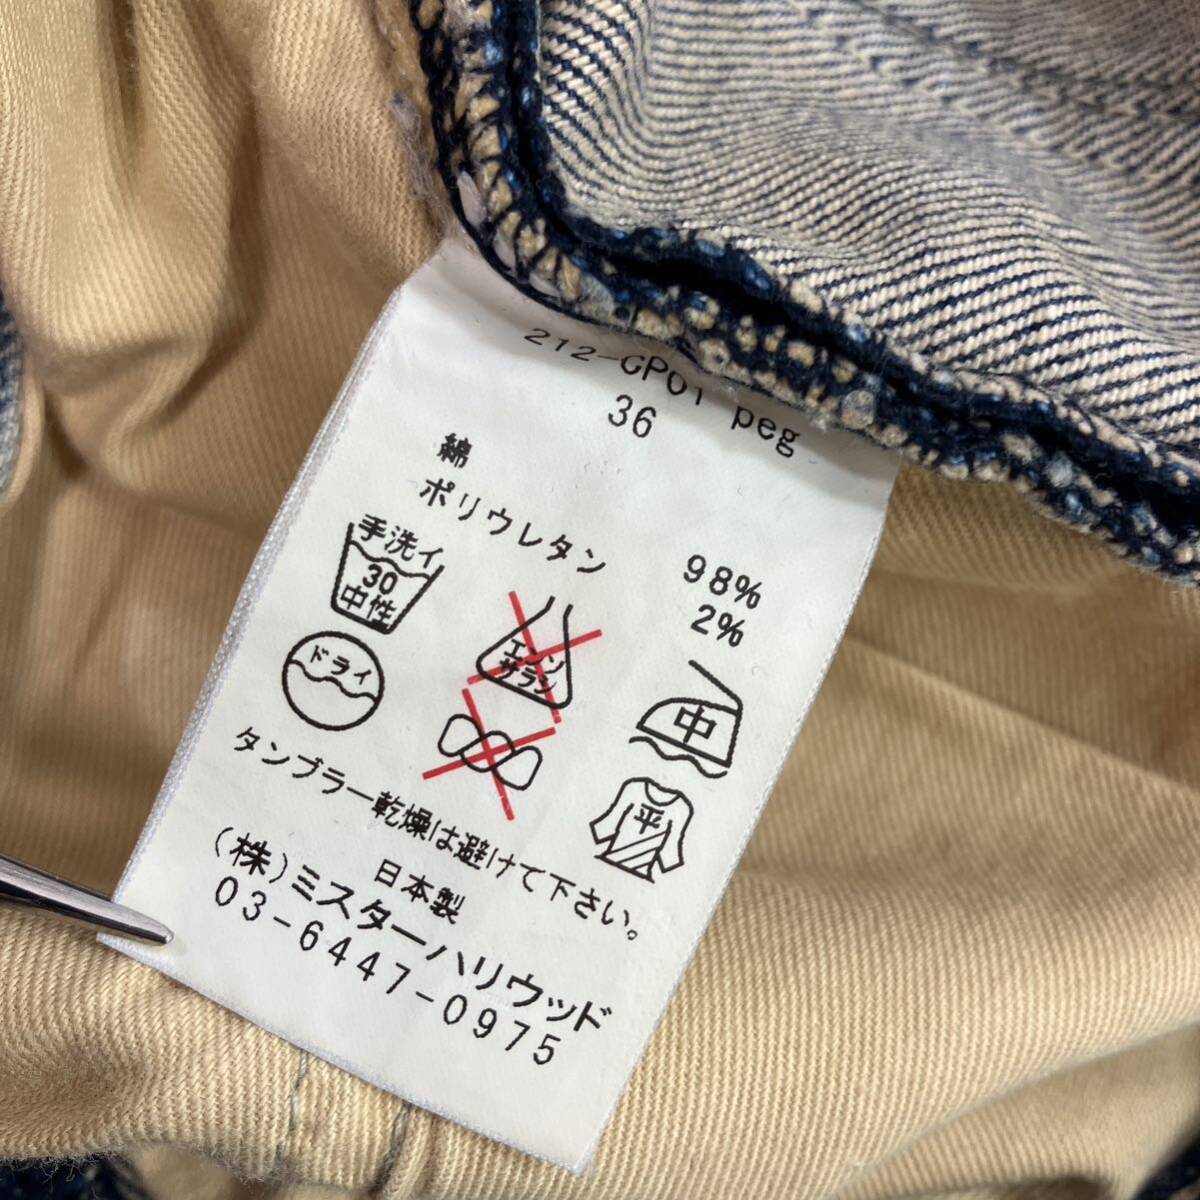 212-CP01 peg
36
綿 98%
ポリウレタン 2%
手洗イ
30
中性
エンソ
サラシ
中
ドライ
平
タンブラー乾燥は避けて下さい。
日本製
(株)ミスターハリウッド
03-6447-0975